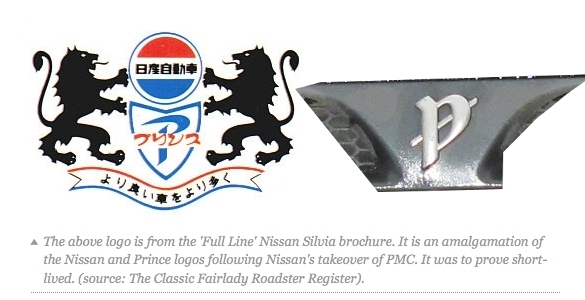 日産自動車
P
プリンス
より良い車をより多く
P
▲ The above logo is from the 'Full Line' Nissan Silvia brochure. It is an amalgamation of
the Nissan and Prince logos following Nissan's takeover of PMC. It was to prove short-
lived. (source: The Classic Fairlady Roadster Register).